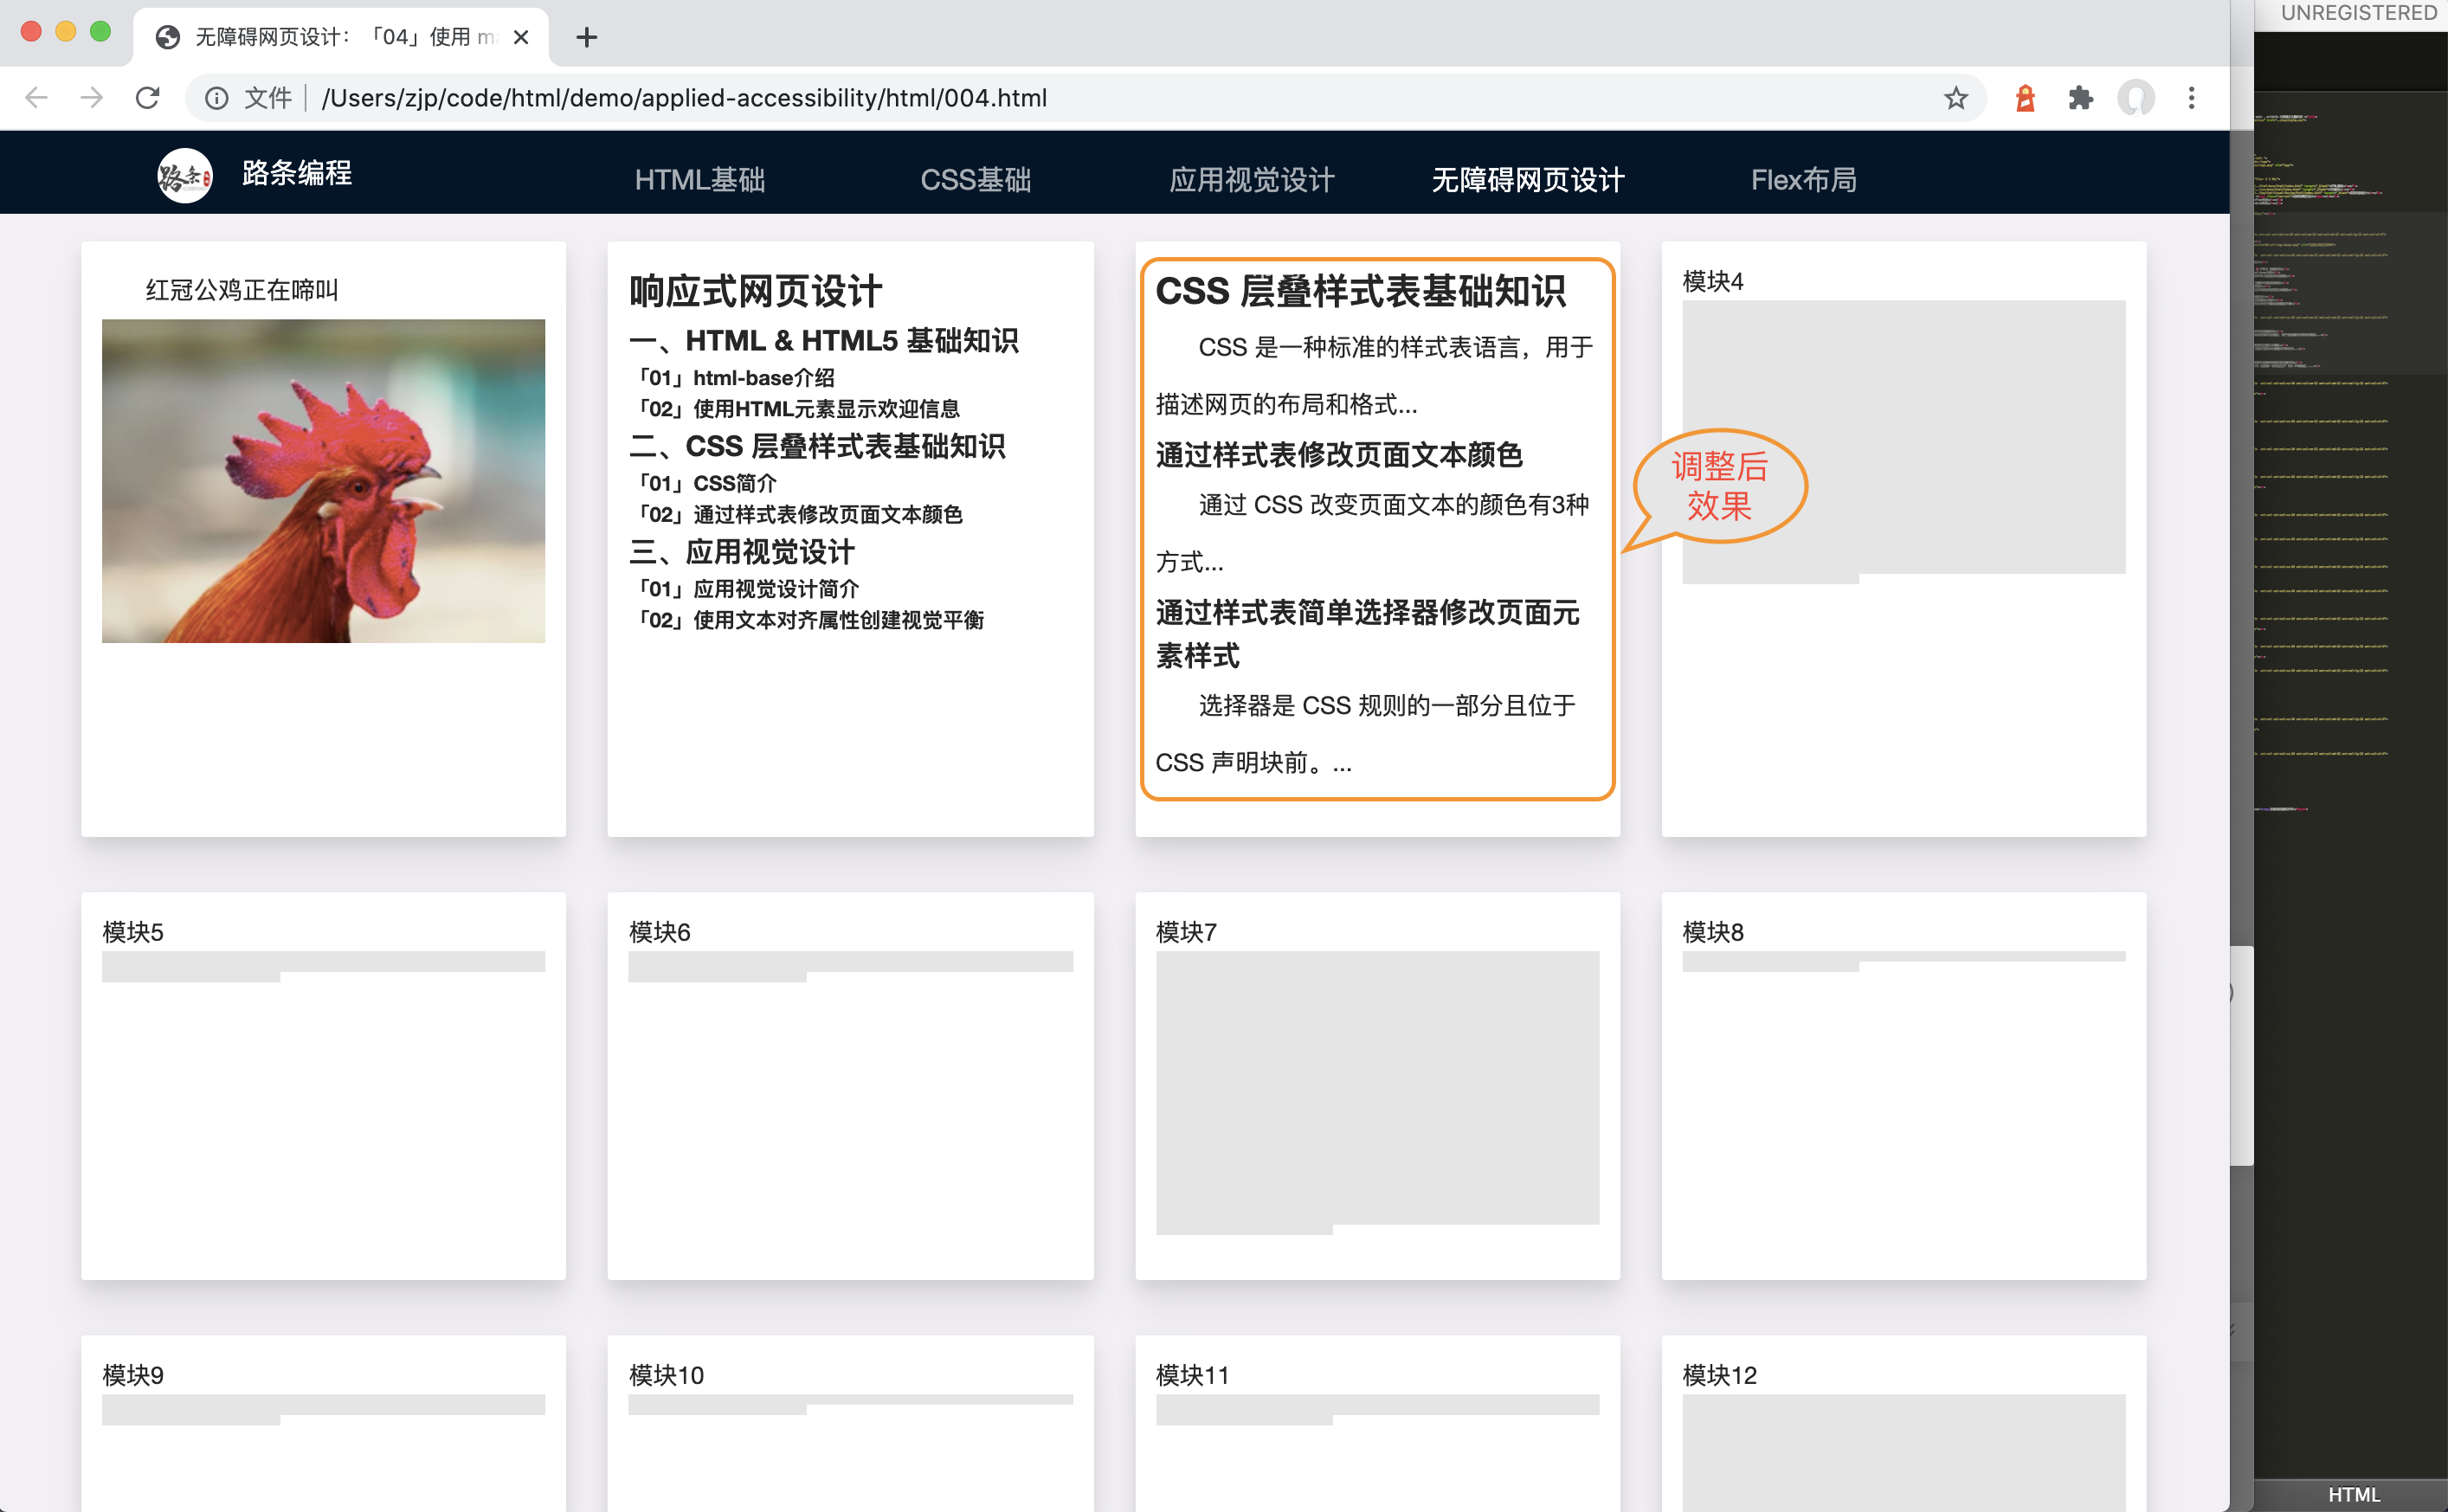 无障碍网页设计：「04」使用 m
UNREGISTERED
文件
/Users/zjp/code/html/demo/applied-accessibility/html/004.html
路条
路条编程
HTML基础
CSS基础
应用视觉设计
无障碍网页设计
Flex布局
红冠公鸡正在啼叫
响应式网页设计
一、HTML & HTML5 基础知识
「01」html-base介绍
「02」使用HTML元素显示欢迎信息
二、CSS 层叠样式表基础知识
「01」CSS简介
「02」通过样式表修改页面文本颜色
三、应用视觉设计
「01」应用视觉设计简介
「02」使用文本对齐属性创建视觉平衡
CSS 层叠样式表基础知识
CSS 是一种标准的样式表语言，用于
描述网页的布局和格式...
通过样式表修改页面文本颜色
通过 CSS 改变页面文本的颜色有3种
方式...
通过样式表简单选择器修改页面元
素样式
选择器是 CSS 规则的一部分且位于
CSS 声明块前。...
模块4
调整后
效果
模块5
模块6
模块7
模块8
模块9
模块10
模块11
模块12
HTML